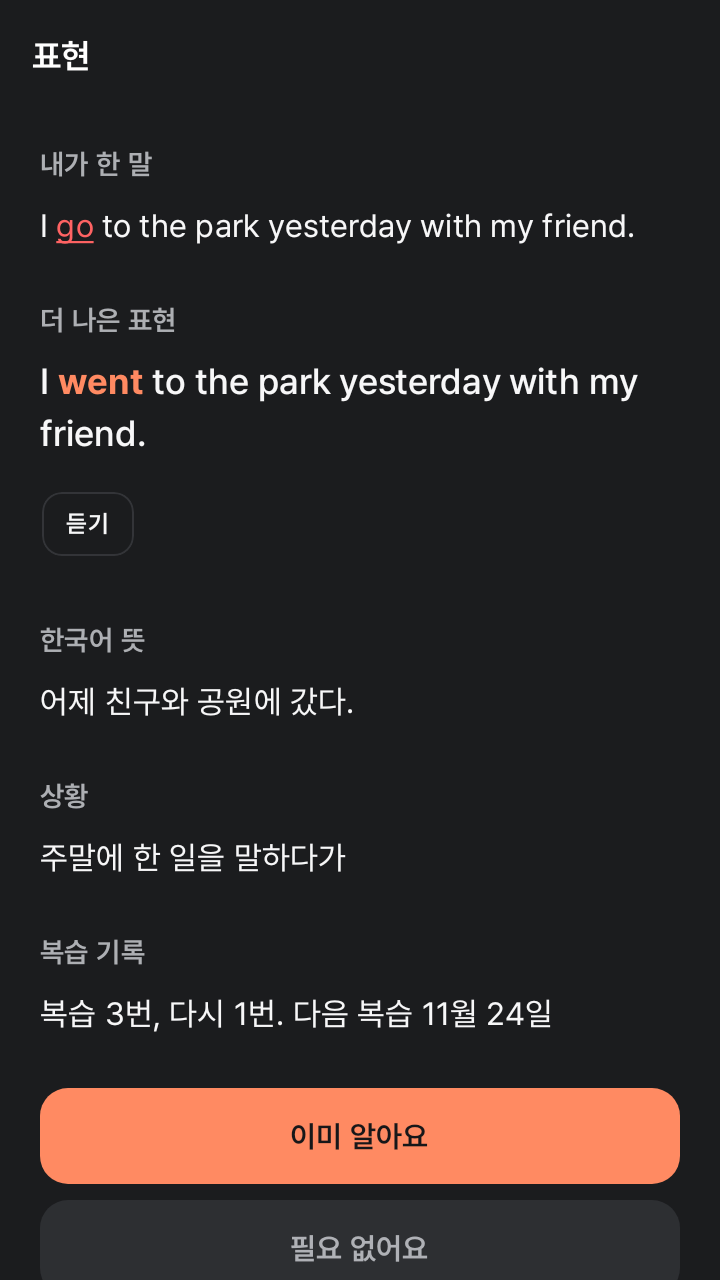 표현
내가 한 말
I go to the park yesterday with my friend.
더 나은 표현
I went to the park yesterday with my
friend.
듣기
한국어 뜻
어제 친구와 공원에 갔다.
상황
주말에 한 일을 말하다가
복습 기록
복습 3번, 다시 1번. 다음 복습 11월 24일
이미 알아요
필요 없어요